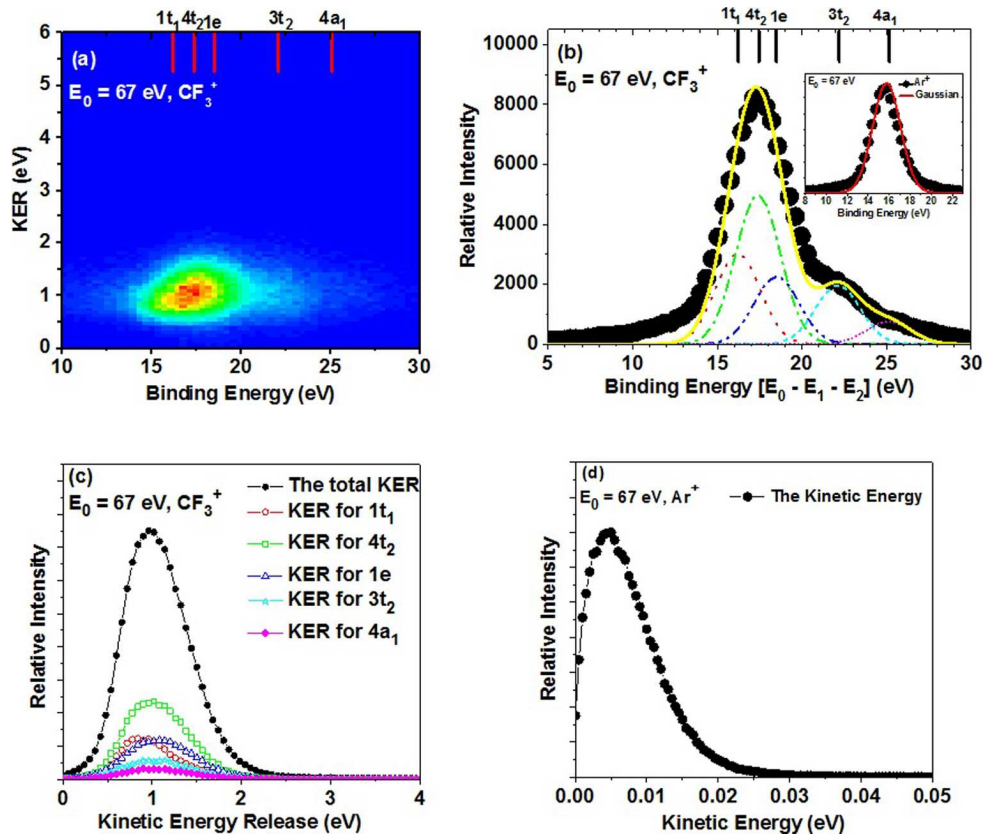 1t₁ 4t₂ 1e 3t₂ 4a₁
(a)
E₀ = 67 eV, CF₃⁺
KER (eV)
6
5
4
3
2
1
0
10 15 20 25 30
Binding Energy (eV)
1t₁ 4t₂ 1e 3t₂ 4a₁
(b)
E₀ = 67 eV, CF₃⁺
Relative Intensity
10000
8000
6000
4000
2000
0
5 10 15 20 25 30
Binding Energy [E₀ - E₁ - E₂] (eV)
E₀ = 67 eV
Ar⁺
Gaussian
8 10 12 14 16 18 20 22
Binding Energy (eV)
(c)
E₀ = 67 eV, CF₃⁺
The total KER
KER for 1t₁
KER for 4t₂
KER for 1e
KER for 3t₂
KER for 4a₁
Relative Intensity
0 1 2 3 4
Kinetic Energy Release (eV)
(d)
E₀ = 67 eV, Ar⁺
The Kinetic Energy
Relative Intensity
0.00 0.01 0.02 0.03 0.04 0.05
Kinetic Energy (eV)